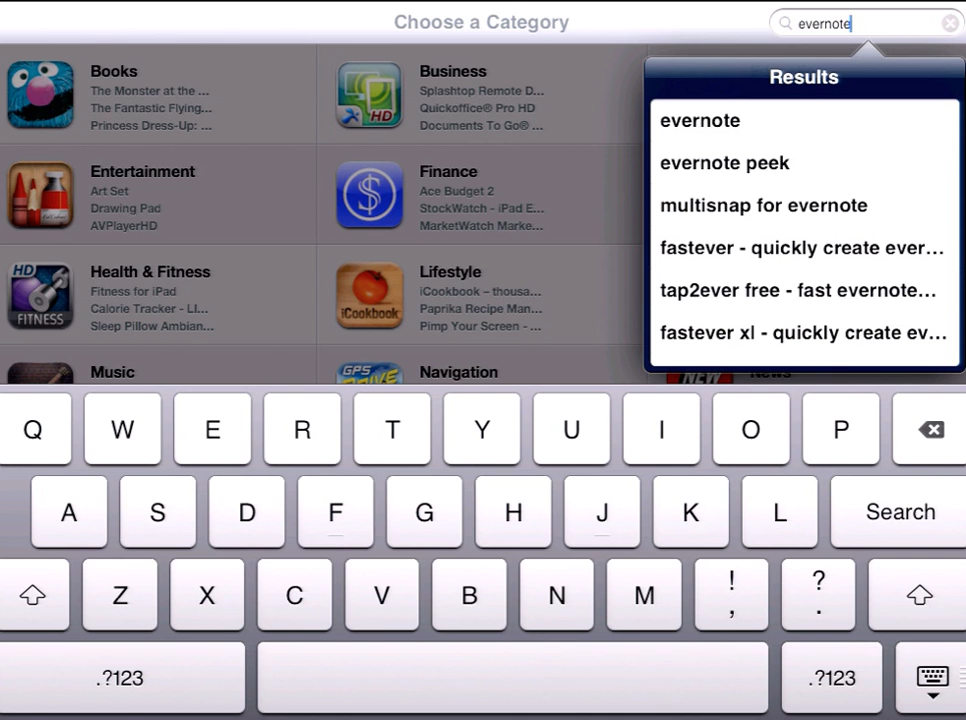 Choose a Category
evernote
Results
evernote
evernote peek
multisnap for evernote
fastever - quickly create ever...
tap2ever free - fast evernote...
fastever xl - quickly create ev...
Books
The Monster at the ...
The Fantastic Flying...
Princess Dress-Up: ...
Business
Splashtop Remote D...
Quickoffice® Pro HD
Documents To Go® ...
HD
Entertainment
Art Set
Drawing Pad
AVPlayerHD
Finance
Ace Budget 2
StockWatch - iPad E...
MarketWatch Marke...
$
HD
FITNESS
Health & Fitness
Fitness for iPad
Calorie Tracker - LI...
Sleep Pillow Ambian...
iCookbook
Lifestyle
iCookbook – thousa...
Paprika Recipe Man...
Pimp Your Screen - ...
Music
GPS
DRIVE
Navigation
NEW
News
Q W E R T Y U I O P
A S D F G H J K L Search
Z X C V B N M ! , ? .
.?123 .?123